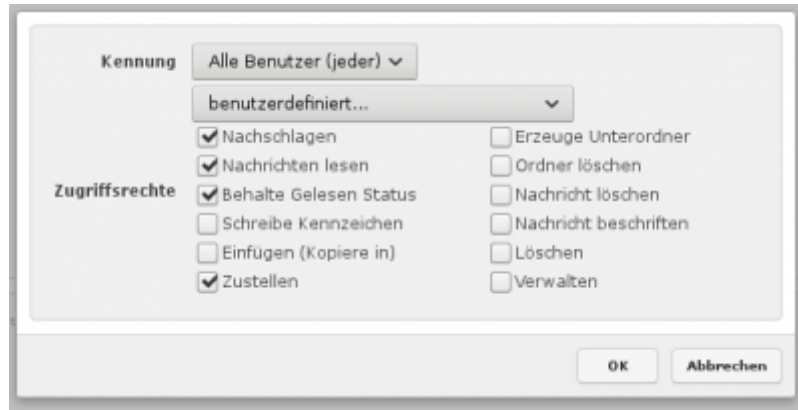 Kennung Alle Benutzer (jeder)
benutzerdefiniert...
Nachschlagen Erzeuge Unterordner
Nachrichten lesen Ordner löschen
Zugriffsrechte Behalte Gelesen Status Nachricht löschen
Schreibe Kennzeichen Nachricht beschriften
Einfügen (Kopiere in) Löschen
Zustellen Verwalten
OK Abbrechen